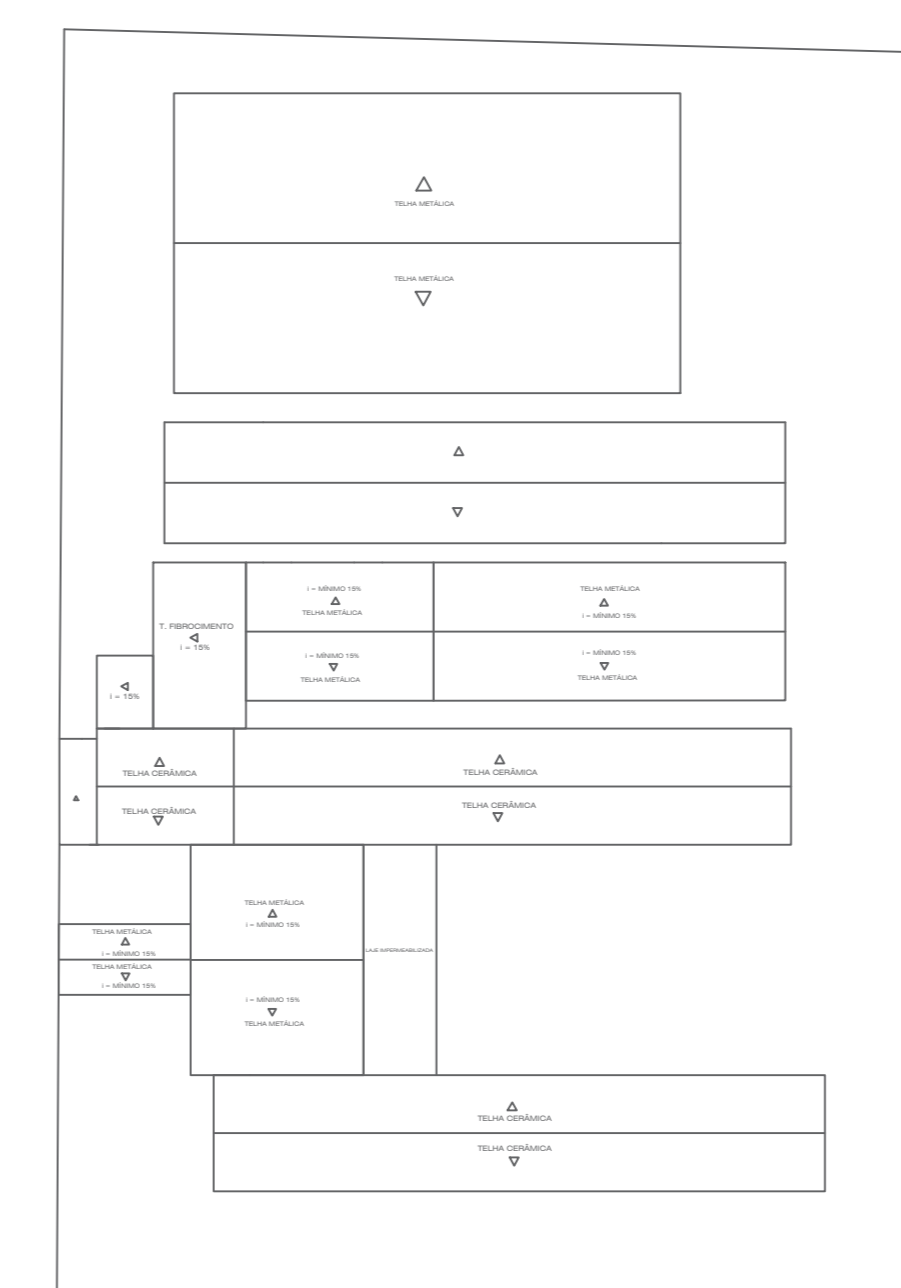 TELHA METÁLICA
TELHA METÁLICA
i = MÍNIMO 15%
TELHA METÁLICA
TELHA METÁLICA
i = MÍNIMO 15%
T. FIBROCIMENTO
i = 15%
i = MÍNIMO 15%
TELHA METÁLICA
i = MÍNIMO 15%
TELHA METÁLICA
i = 15%
TELHA CERÂMICA
TELHA CERÂMICA
TELHA CERÂMICA
TELHA CERÂMICA
TELHA METÁLICA
i = MÍNIMO 15%
TELHA METÁLICA
i = MÍNIMO 15%
TELHA METÁLICA
i = MÍNIMO 15%
LAJE IMPERMEABILIZADA
i = MÍNIMO 15%
TELHA METÁLICA
TELHA CERÂMICA
TELHA CERÂMICA